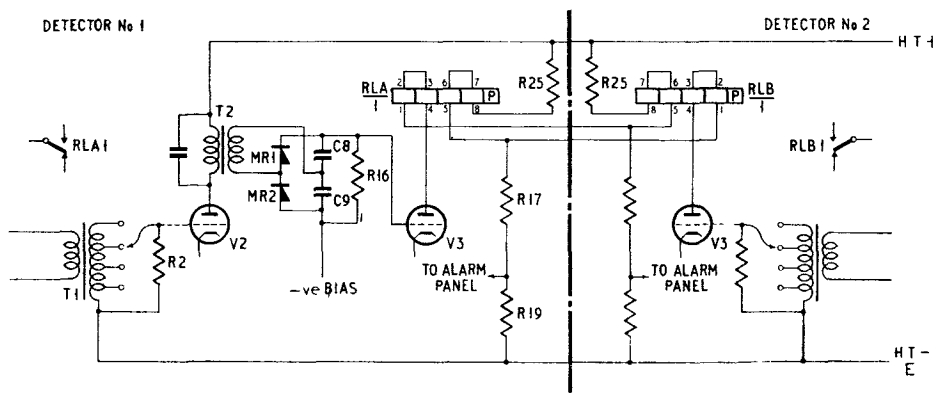 DETECTOR No 1
DETECTOR No 2
HT+
R25
R25
2 3 6 7
7 6 3 2
RLA
1
P
P
RLB
1
1 4 5 8
8 5 4 1
T2
RLA1
MR1
C8
R16
RLB1
MR2
C9
R17
V2
V3
V3
R2
TO ALARM
PANEL
TO ALARM
PANEL
T1
-ve BIAS
R19
HT-
E